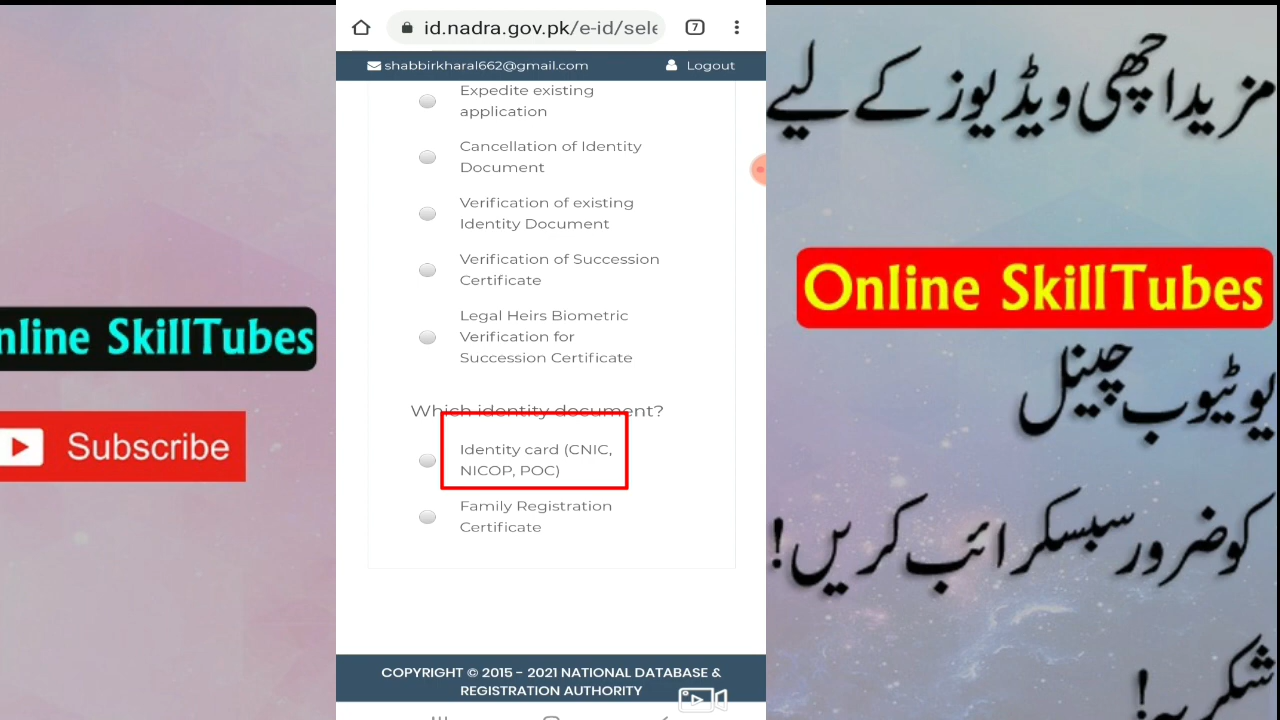 nline SkillTubes
Subscribe
id.nadra.gov.pk/e-id/sele
7
shabbirkharal662@gmail.com
Logout
Expedite existing
application
Cancellation of Identity
Document
Verification of existing
Identity Document
Verification of Succession
Certificate
Legal Heirs Biometric
Verification for
Succession Certificate
Which identity document?
Identity card (CNIC,
NICOP, POC)
Family Registration
Certificate
COPYRIGHT © 2015 - 2021 NATIONAL DATABASE &
REGISTRATION AUTHORITY
مزید اچھی ویڈیوز کے لیے
Online SkillTubes
یوٹیوب چینل
کو ضرور سبسکرائب کریں!
شکریہ!